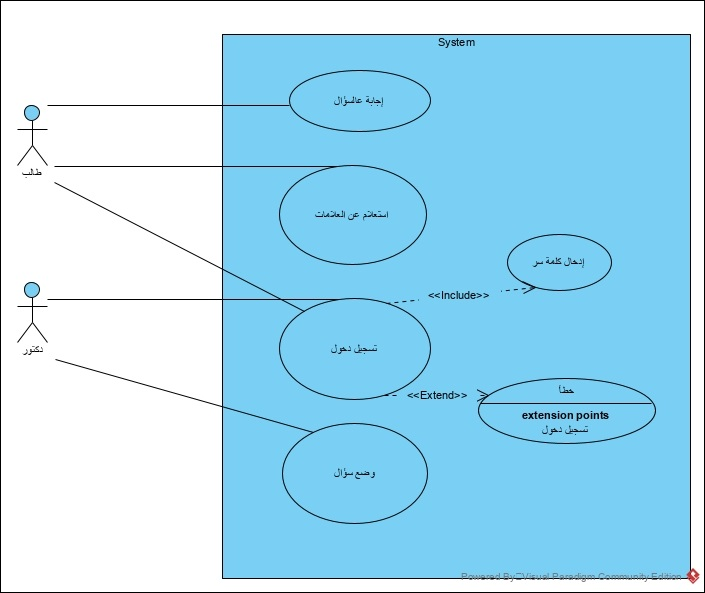 System
إجابة عالسؤال
طالب
استعلام عن العلامات
إدخال كلمة سر
<<Include>>
دكتور
تسجيل دخول
<<Extend>>
خطأ
extension points
تسجيل دخول
وضع سؤال
Powered By Visual Paradigm Community Edition